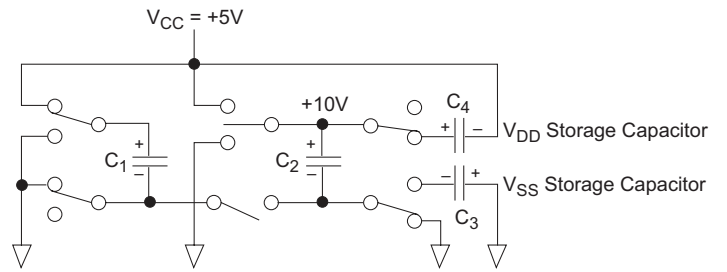 V_CC = +5V
+10V
C_4
+
+
−
V_DD Storage Capacitor
+
C_1
−
C_2
−
−
+
V_SS Storage Capacitor
C_3